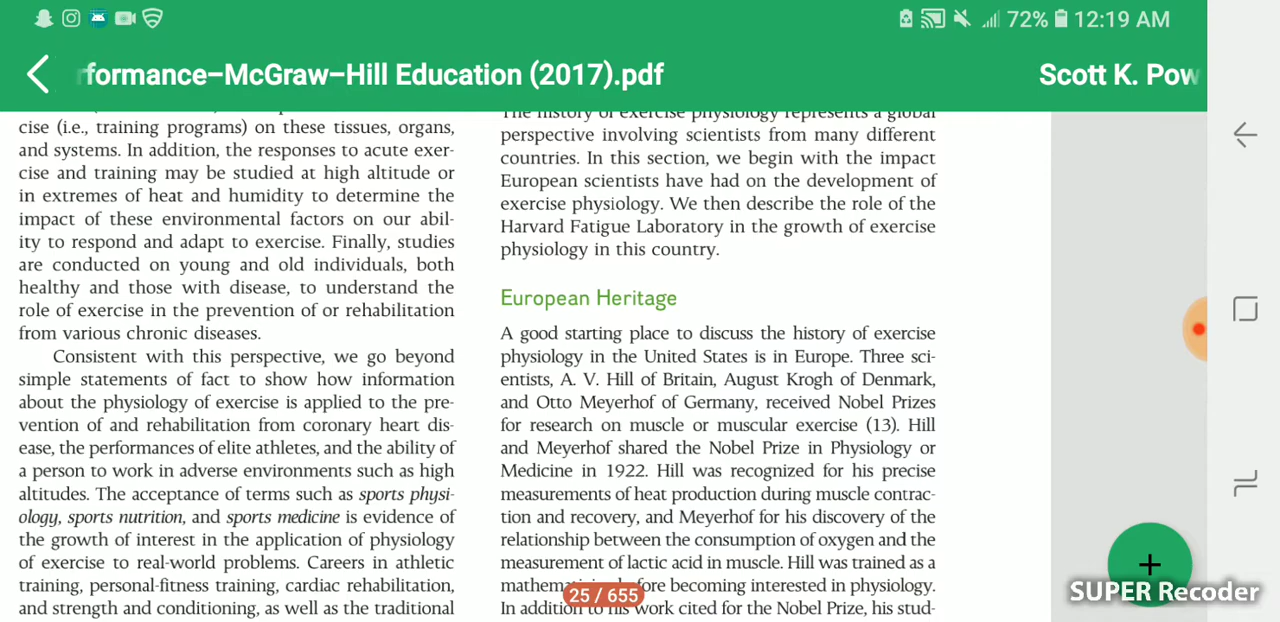 72% 12:19 AM
formance–McGraw–Hill Education (2017).pdf
Scott K. Pow
cise (i.e., training programs) on these tissues, organs,
and systems. In addition, the responses to acute exer-
cise and training may be studied at high altitude or
in extremes of heat and humidity to determine the
impact of these environmental factors on our abil-
ity to respond and adapt to exercise. Finally, studies
are conducted on young and old individuals, both
healthy and those with disease, to understand the
role of exercise in the prevention of or rehabilitation
from various chronic diseases.
Consistent with this perspective, we go beyond
simple statements of fact to show how information
about the physiology of exercise is applied to the pre-
vention of and rehabilitation from coronary heart dis-
ease, the performances of elite athletes, and the ability of
a person to work in adverse environments such as high
altitudes. The acceptance of terms such as sports physi-
ology, sports nutrition, and sports medicine is evidence of
the growth of interest in the application of physiology
of exercise to real-world problems. Careers in athletic
training, personal-fitness training, cardiac rehabilitation,
and strength and conditioning, as well as the traditional
The history of exercise physiology represents a global
perspective involving scientists from many different
countries. In this section, we begin with the impact
European scientists have had on the development of
exercise physiology. We then describe the role of the
Harvard Fatigue Laboratory in the growth of exercise
physiology in this country.
European Heritage
A good starting place to discuss the history of exercise
physiology in the United States is in Europe. Three sci-
entists, A. V. Hill of Britain, August Krogh of Denmark,
and Otto Meyerhof of Germany, received Nobel Prizes
for research on muscle or muscular exercise (13). Hill
and Meyerhof shared the Nobel Prize in Physiology or
Medicine in 1922. Hill was recognized for his precise
measurements of heat production during muscle contrac-
tion and recovery, and Meyerhof for his discovery of the
relationship between the consumption of oxygen and the
measurement of lactic acid in muscle. Hill was trained as a
before becoming interested in physiology.
In addition to his work cited for the Nobel Prize, his stud-
25 / 655
+
SUPER Recoder